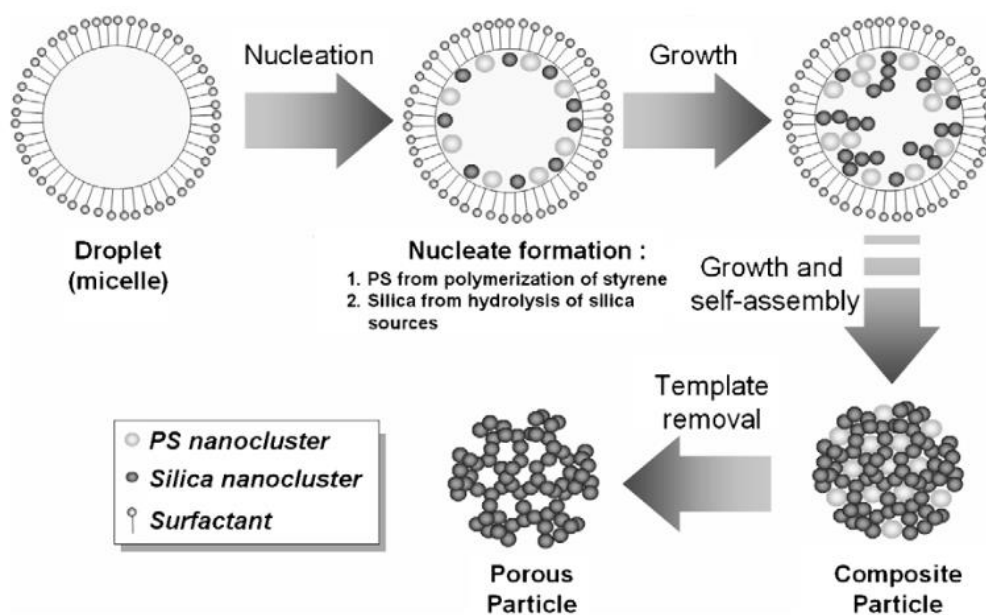 Nucleation
Growth
Droplet
(micelle)
Nucleate formation :
1. PS from polymerization of styrene
2. Silica from hydrolysis of silica
sources
Growth and
self-assembly
Template
removal
PS nanocluster
Silica nanocluster
Surfactant
Porous
Particle
Composite
Particle